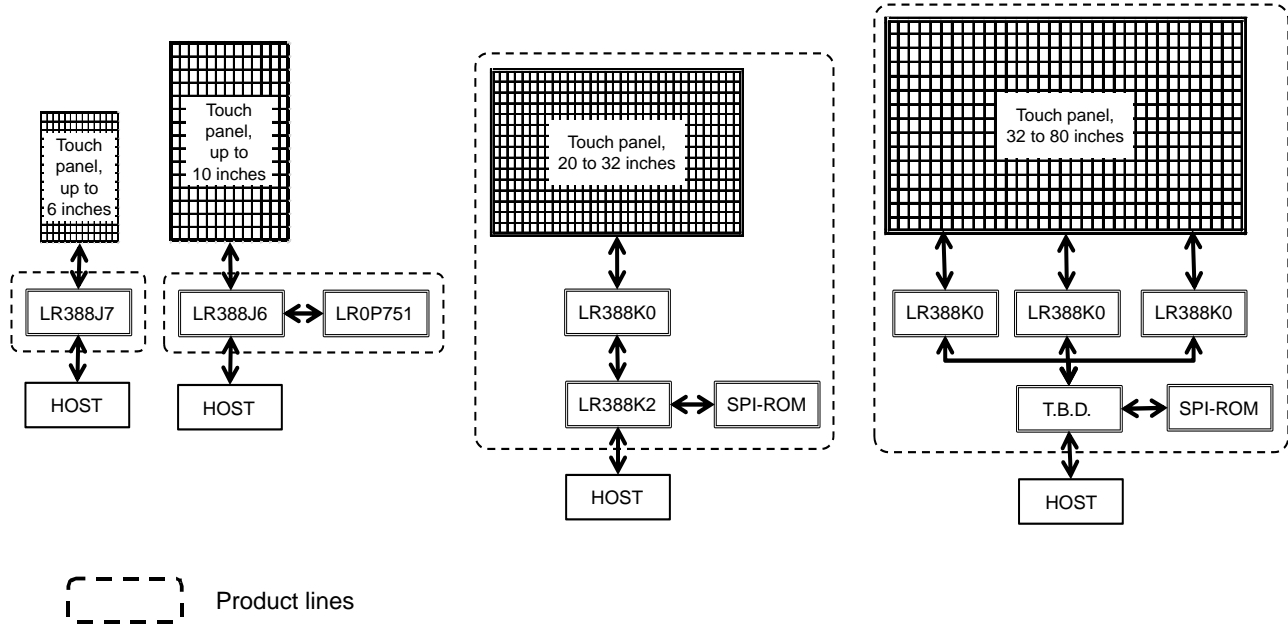 Touch
panel,
up to
6 inches
LR388J7
HOST
Touch
panel,
up to
10 inches
LR388J6
LR0P751
HOST
Touch panel,
20 to 32 inches
LR388K0
LR388K2
SPI-ROM
HOST
Touch panel,
32 to 80 inches
LR388K0
LR388K0
LR388K0
T.B.D.
SPI-ROM
HOST
Product lines